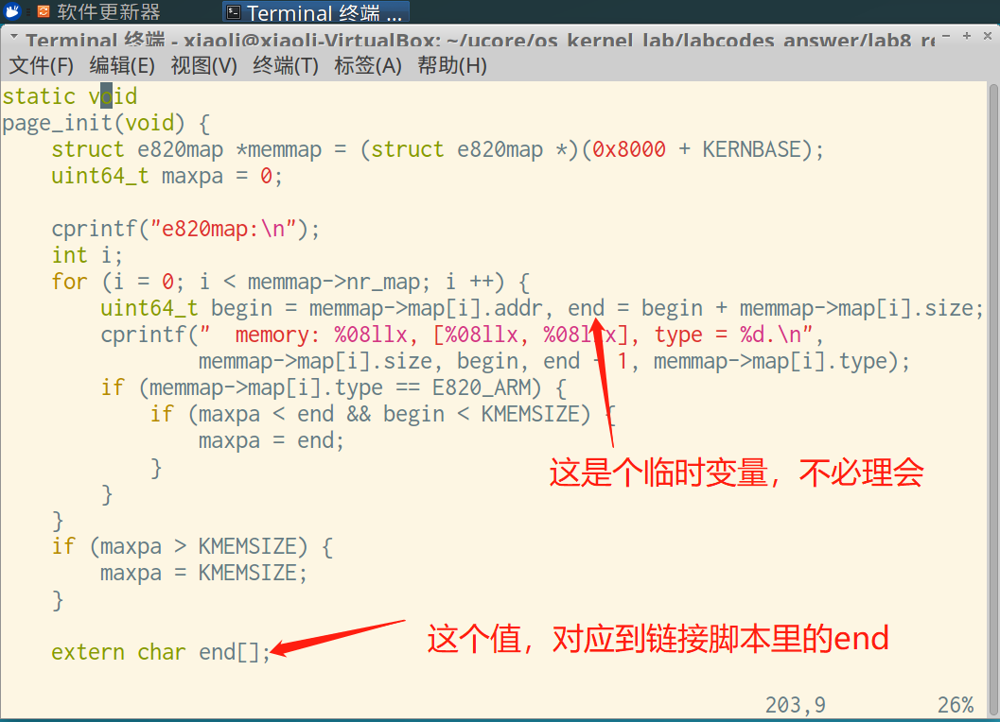 软件更新器 Terminal 终端 ...
Terminal 终端 - xiaoli@xiaoli-VirtualBox: ~/ucore/os_kernel_lab/labcodes_answer/lab8_re
文件(F) 编辑(E) 视图(V) 终端(T) 标签(A) 帮助(H)
static void
page_init(void) {
    struct e820map *memmap = (struct e820map *)(0x8000 + KERNBASE);
    uint64_t maxpa = 0;

    cprintf("e820map:\n");
    int i;
    for (i = 0; i < memmap->nr_map; i ++) {
        uint64_t begin = memmap->map[i].addr, end = begin + memmap->map[i].size;
        cprintf("  memory: %08llx, [%08llx, %08llx], type = %d.\n",
                memmap->map[i].size, begin, end - 1, memmap->map[i].type);
        if (memmap->map[i].type == E820_ARM) {
            if (maxpa < end && begin < KMEMSIZE) {
                maxpa = end;
            }
这是个临时变量，不必理会
        }
    }
    if (maxpa > KMEMSIZE) {
        maxpa = KMEMSIZE;
    }

这个值，对应到链接脚本里的end
    extern char end[];
203,9 26%